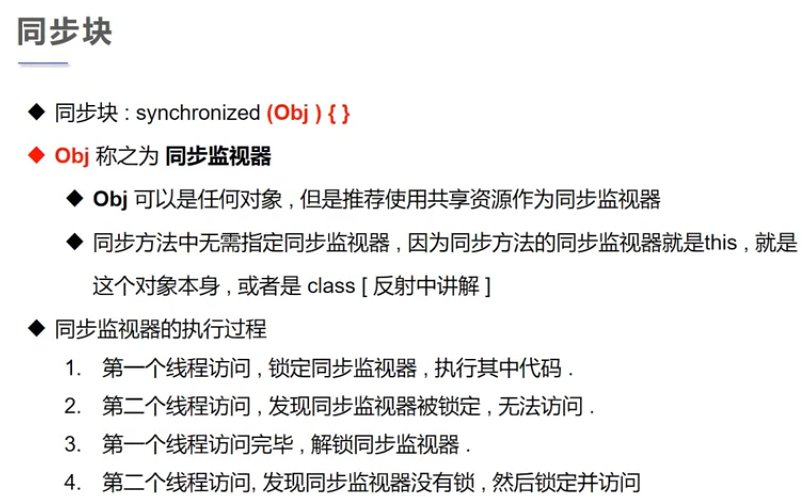 同步块
◆ 同步块 : synchronized (Obj ) { }
◆ Obj 称之为 同步监视器
◆ Obj 可以是任何对象 , 但是推荐使用共享资源作为同步监视器
◆ 同步方法中无需指定同步监视器 , 因为同步方法的同步监视器就是this , 就是
这个对象本身 , 或者是 class [ 反射中讲解 ]
◆ 同步监视器的执行过程
1. 第一个线程访问 , 锁定同步监视器 , 执行其中代码 .
2. 第二个线程访问 , 发现同步监视器被锁定 , 无法访问 .
3. 第一个线程访问完毕 , 解锁同步监视器 .
4. 第二个线程访问, 发现同步监视器没有锁 , 然后锁定并访问